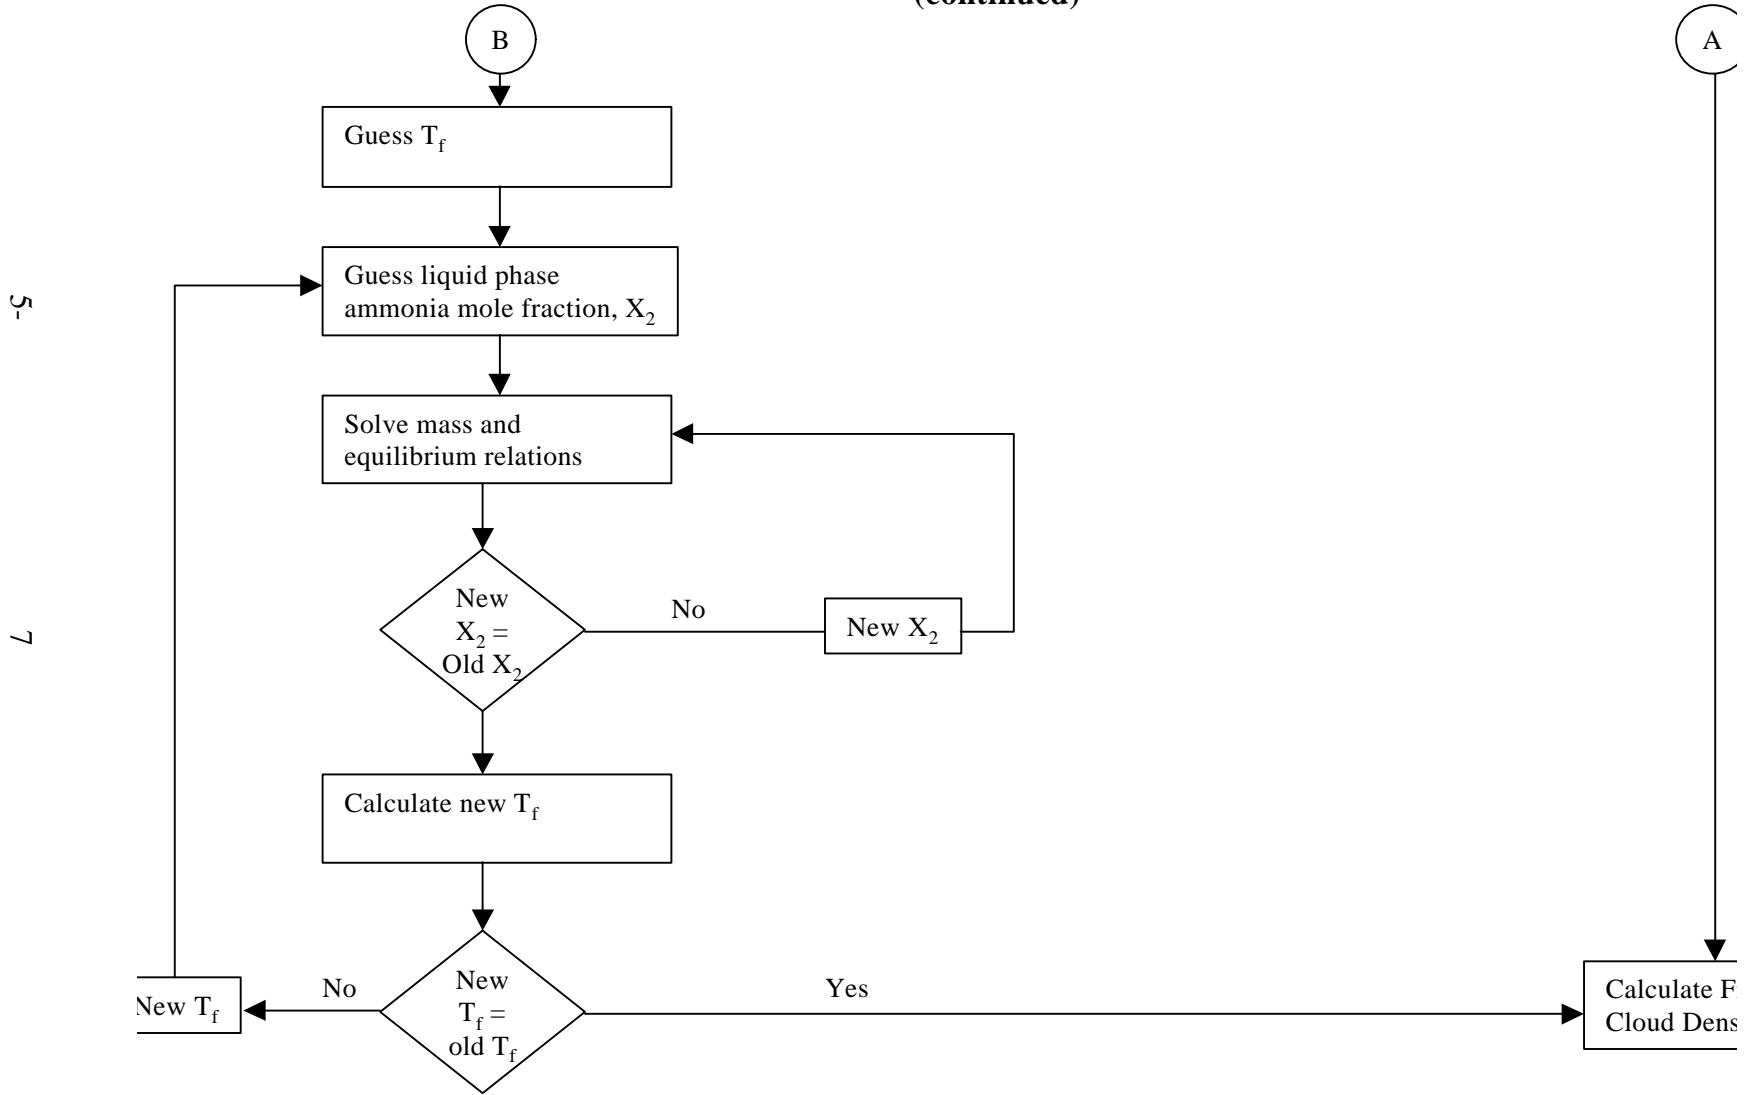 (continued)
B
A
Guess T_f
Guess liquid phase
ammonia mole fraction, X_2
Solve mass and
equilibrium relations
New
X_2 =
Old X_2
No
New X_2
Calculate new T_f
New
T_f =
old T_f
No
New T_f
Yes
Calculate
Cloud
5-
7